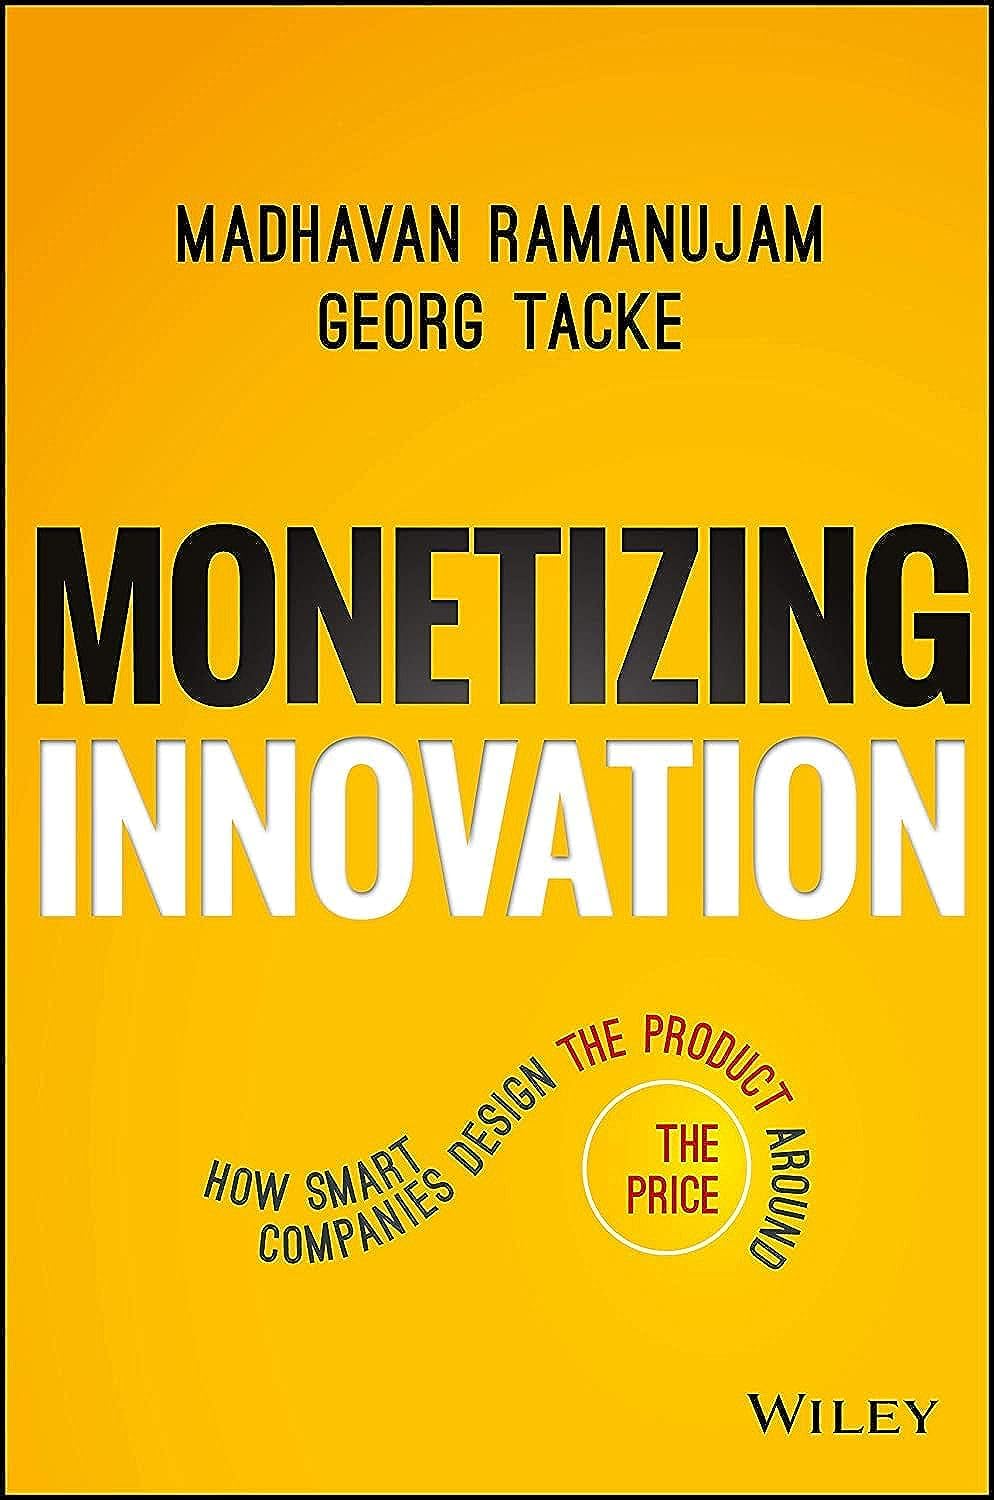 MADHAVAN RAMANUJAM
GEORG TACKE
MONETIZING
INNOVATION
HOW SMART
COMPANIES DESIGN THE PRODUCT AROUND
THE
PRICE
WILEY